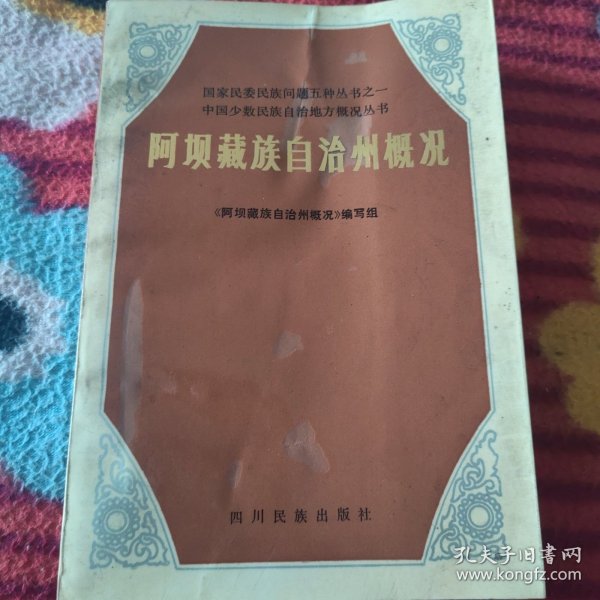 国家民委民族问题五种丛书之一
中国少数民族自治地方概况丛书
阿坝藏族自治州概况
《阿坝藏族自治州概况》编写组
四川民族出版社
孔夫子旧书网
www.kongfz.com